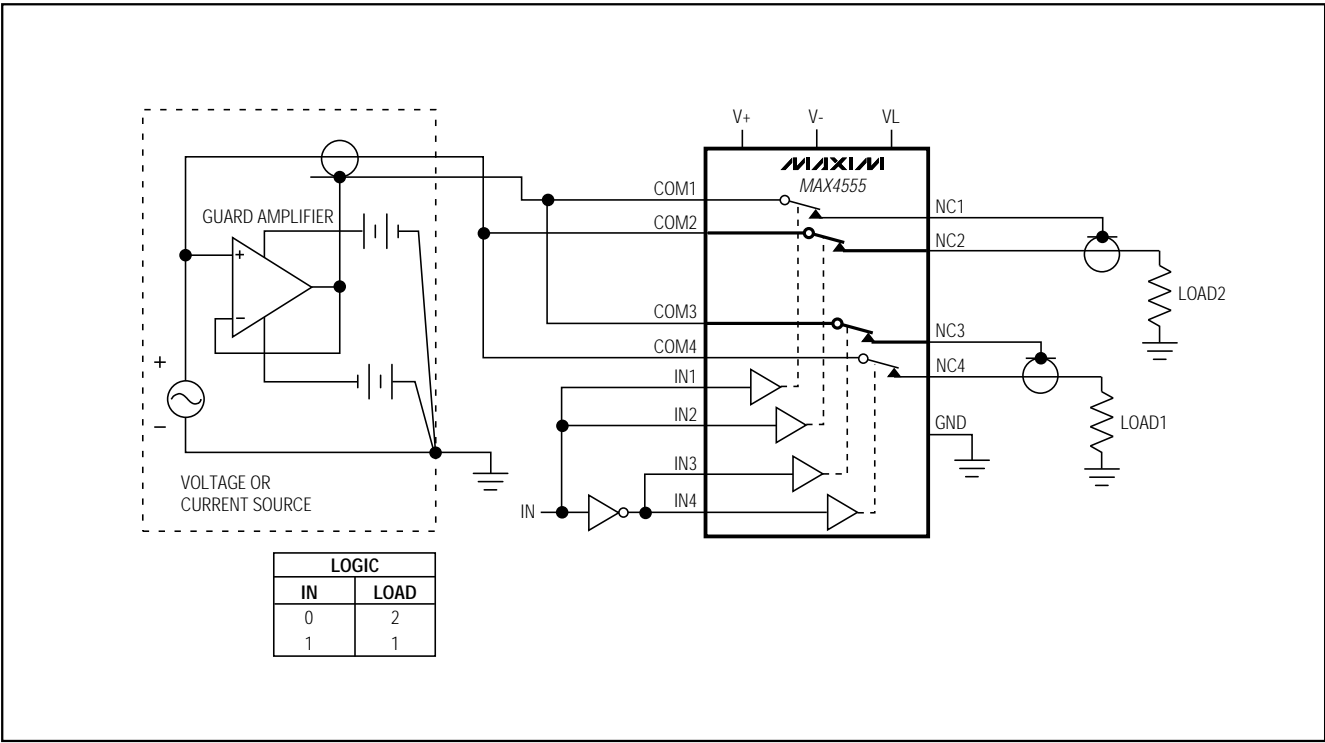 V+ V- VL
MAXIM
MAX4555
GUARD AMPLIFIER
+
−
+
−
VOLTAGE OR
CURRENT SOURCE
COM1
COM2
COM3
COM4
IN1
IN2
IN3
IN4
IN
NC1
NC2
LOAD2
NC3
NC4
LOAD1
GND
LOGIC
IN LOAD
0 2
1 1